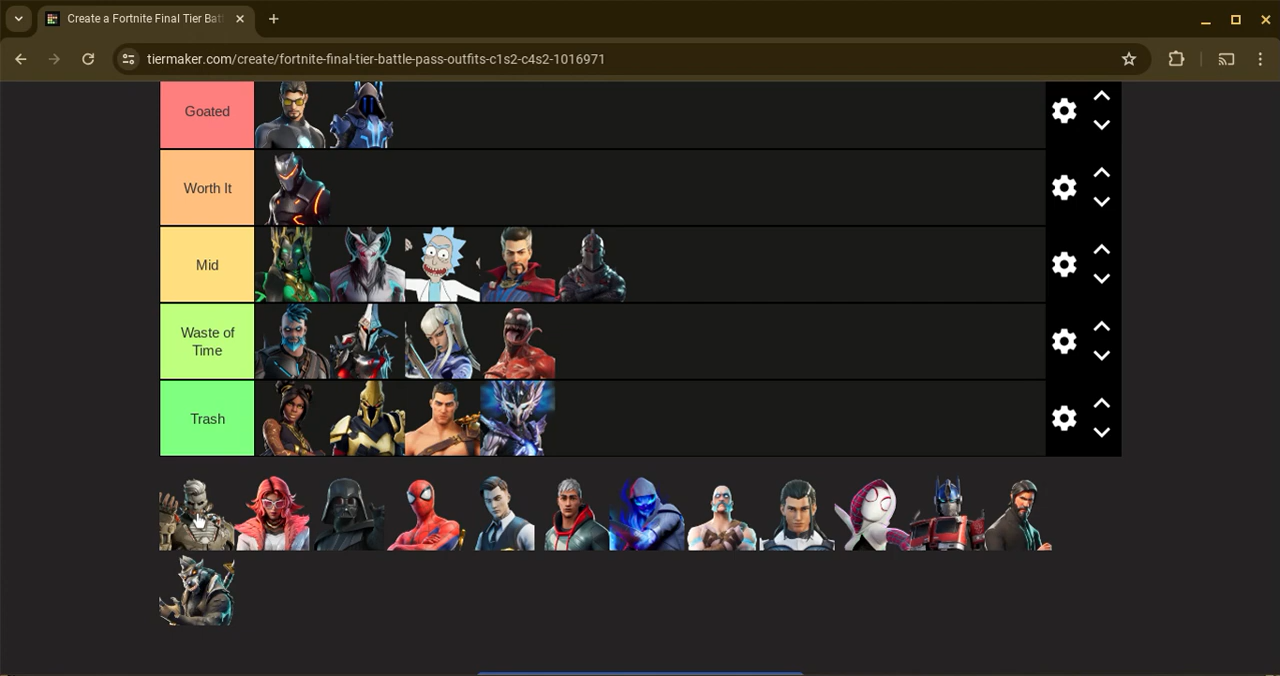 Create a Fortnite Final Tier Bat
tiermaker.com/create/fortnite-final-tier-battle-pass-outfits-c1s2-c4s2-1016971
Goated
Worth It
Mid
Waste of
Time
Trash